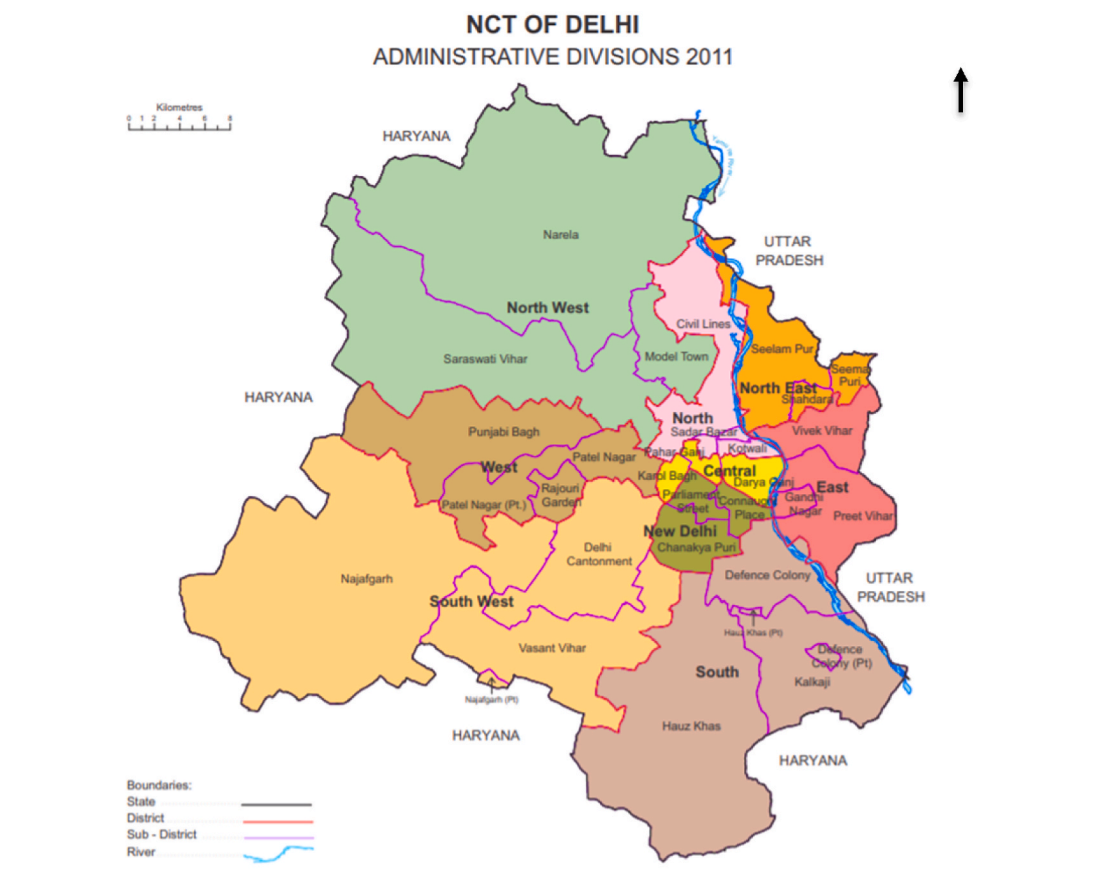 NCT OF DELHI
ADMINISTRATIVE DIVISIONS 2011
Kilometres
0 1 2 4 6 8
HARYANA
Narela
UTTAR
PRADESH
North West
Civil Lines
Seelam Pur
Saraswati Vihar
Model Town
Seema
Puri
North East
HARYANA
Shahdara
North
Sadar Bazar
Vivek Vihar
Punjabi Bagh
Kotwali
Pahar Ganj
Patel Nagar
West
Central
Karol Bagh
Darya Ganj
East
Rajouri
Garden
Parliament
Street
Connaught
Place
Gandhi
Nagar
Patel Nagar (Pt.)
Preet Vihar
New Delhi
Chanakya Puri
Delhi
Cantonment
Najafgarh
Defence Colony
UTTAR
PRADESH
South West
Hauz Khas (Pt)
Vasant Vihar
Defence
Colony (Pt)
South
Kalkaji
Najafgarh (Pt)
Hauz Khas
HARYANA
HARYANA
Boundaries:
State
District
Sub - District
River